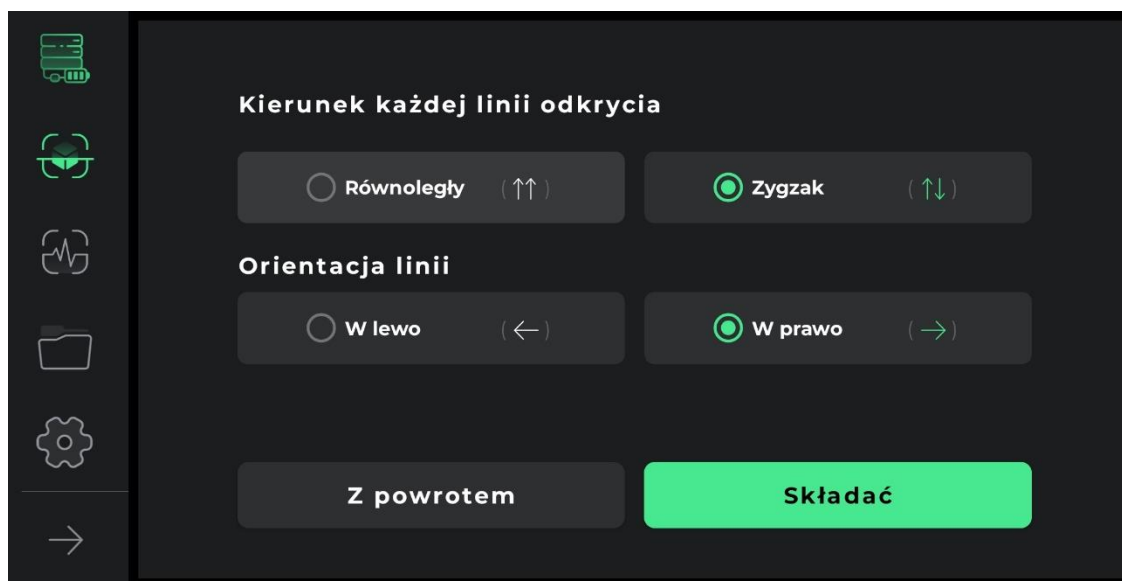 Kierunek każdej linii odkrycia
Równoległy (↑↑) Zygzak (↑↓)
Orientacja linii
W lewo (←) W prawo (→)
Z powrotem Składać